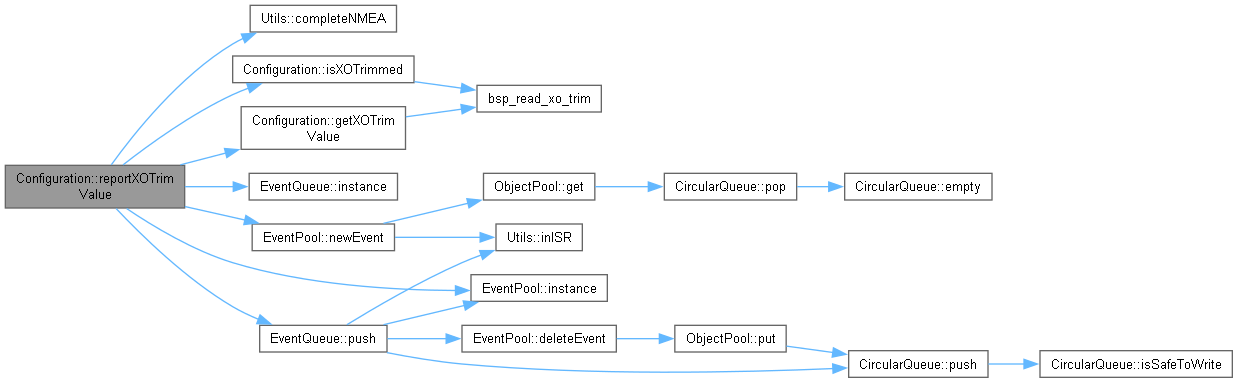 Utils::completeNMEA
Configuration::isXOTrimmed
bsp_read_xo_trim
Configuration::getXOTrim
Value
Configuration::reportXOTrim
Value
EventQueue::instance
ObjectPool::get
CircularQueue::pop
CircularQueue::empty
EventPool::newEvent
Utils::inISR
EventPool::instance
EventQueue::push
EventPool::deleteEvent
ObjectPool::put
CircularQueue::push
CircularQueue::isSafeToWrite